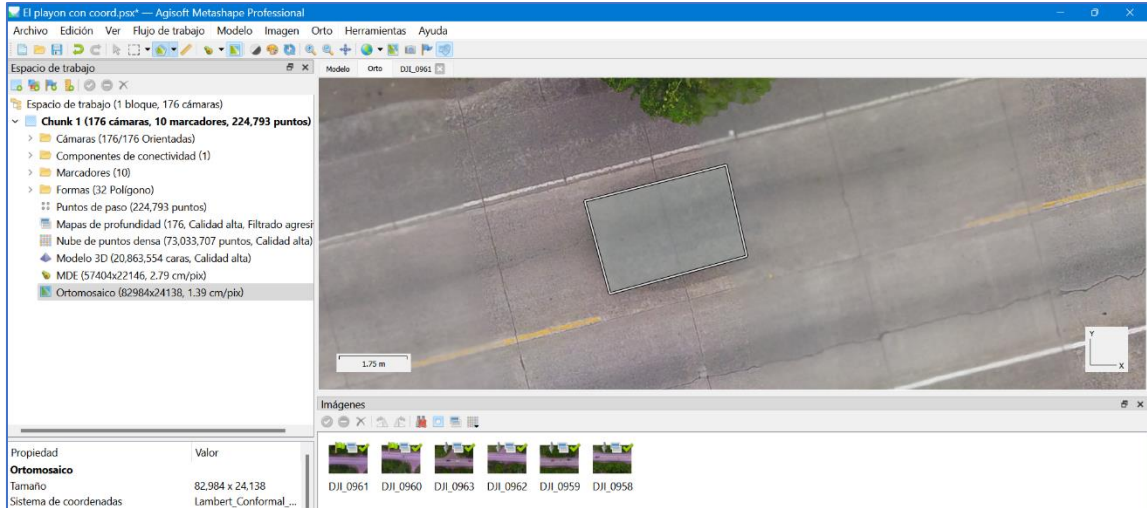 El playon con coord.psx* — Agisoft Metashape Professional
Archivo Edición Ver Flujo de trabajo Modelo Imagen Orto Herramientas Ayuda
Espacio de trabajo
Espacio de trabajo (1 bloque, 176 cámaras)
Chunk 1 (176 cámaras, 10 marcadores, 224,793 puntos)
Cámaras (176/176 Orientadas)
Componentes de conectividad (1)
Marcadores (10)
Formas (32 Polígono)
Puntos de paso (224,793 puntos)
Mapas de profundidad (176, Calidad alta, Filtrado agresi
Nube de puntos densa (73,033,707 puntos, Calidad alta)
Modelo 3D (20,863,554 caras, Calidad alta)
MDE (57404x22146, 2.79 cm/pix)
Ortomosaico (82984x24138, 1.39 cm/pix)
Propiedad Valor
Ortomosaico
Tamaño 82,984 x 24,138
Sistema de coordenadas Lambert_Conformal_...
Modelo Orto DJI_0961
1.75 m
Y
X
Imágenes
DJI_0961 DJI_0960 DJI_0963 DJI_0962 DJI_0959 DJI_0958